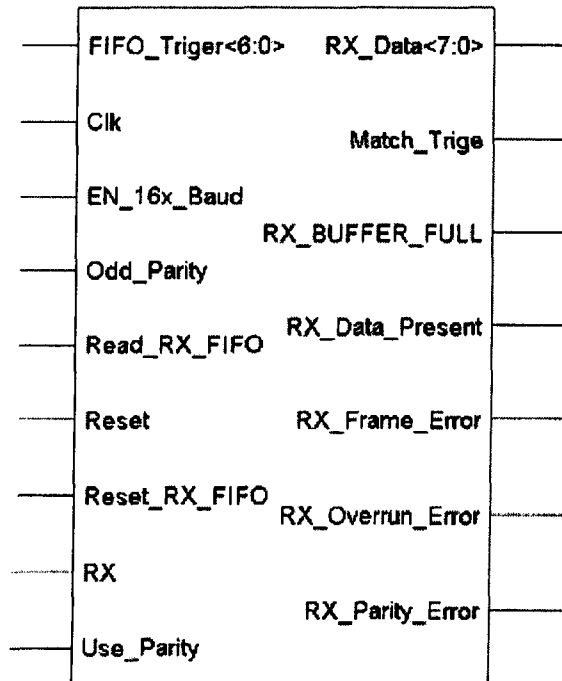 FIFO_Triger<6:0>
Clk
EN_16x_Baud
Odd_Parity
Read_RX_FIFO
Reset
Reset_RX_FIFO
RX
Use_Parity
RX_Data<7:0>
Match_Trige
RX_BUFFER_FULL
RX_Data_Present
RX_Frame_Error
RX_Overrun_Error
RX_Parity_Error